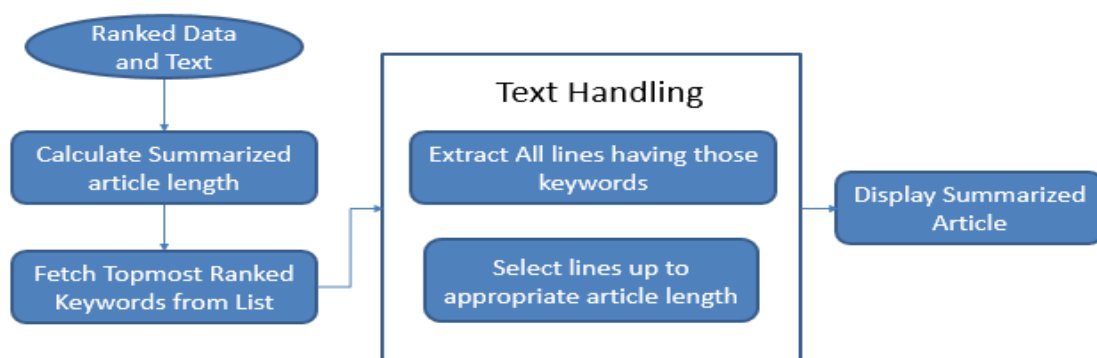 Ranked Data
and Text
Calculate Summarized
article length
Fetch Topmost Ranked
Keywords from List
Text Handling
Extract All lines having those
keywords
Select lines up to
appropriate article length
Display Summarized
Article